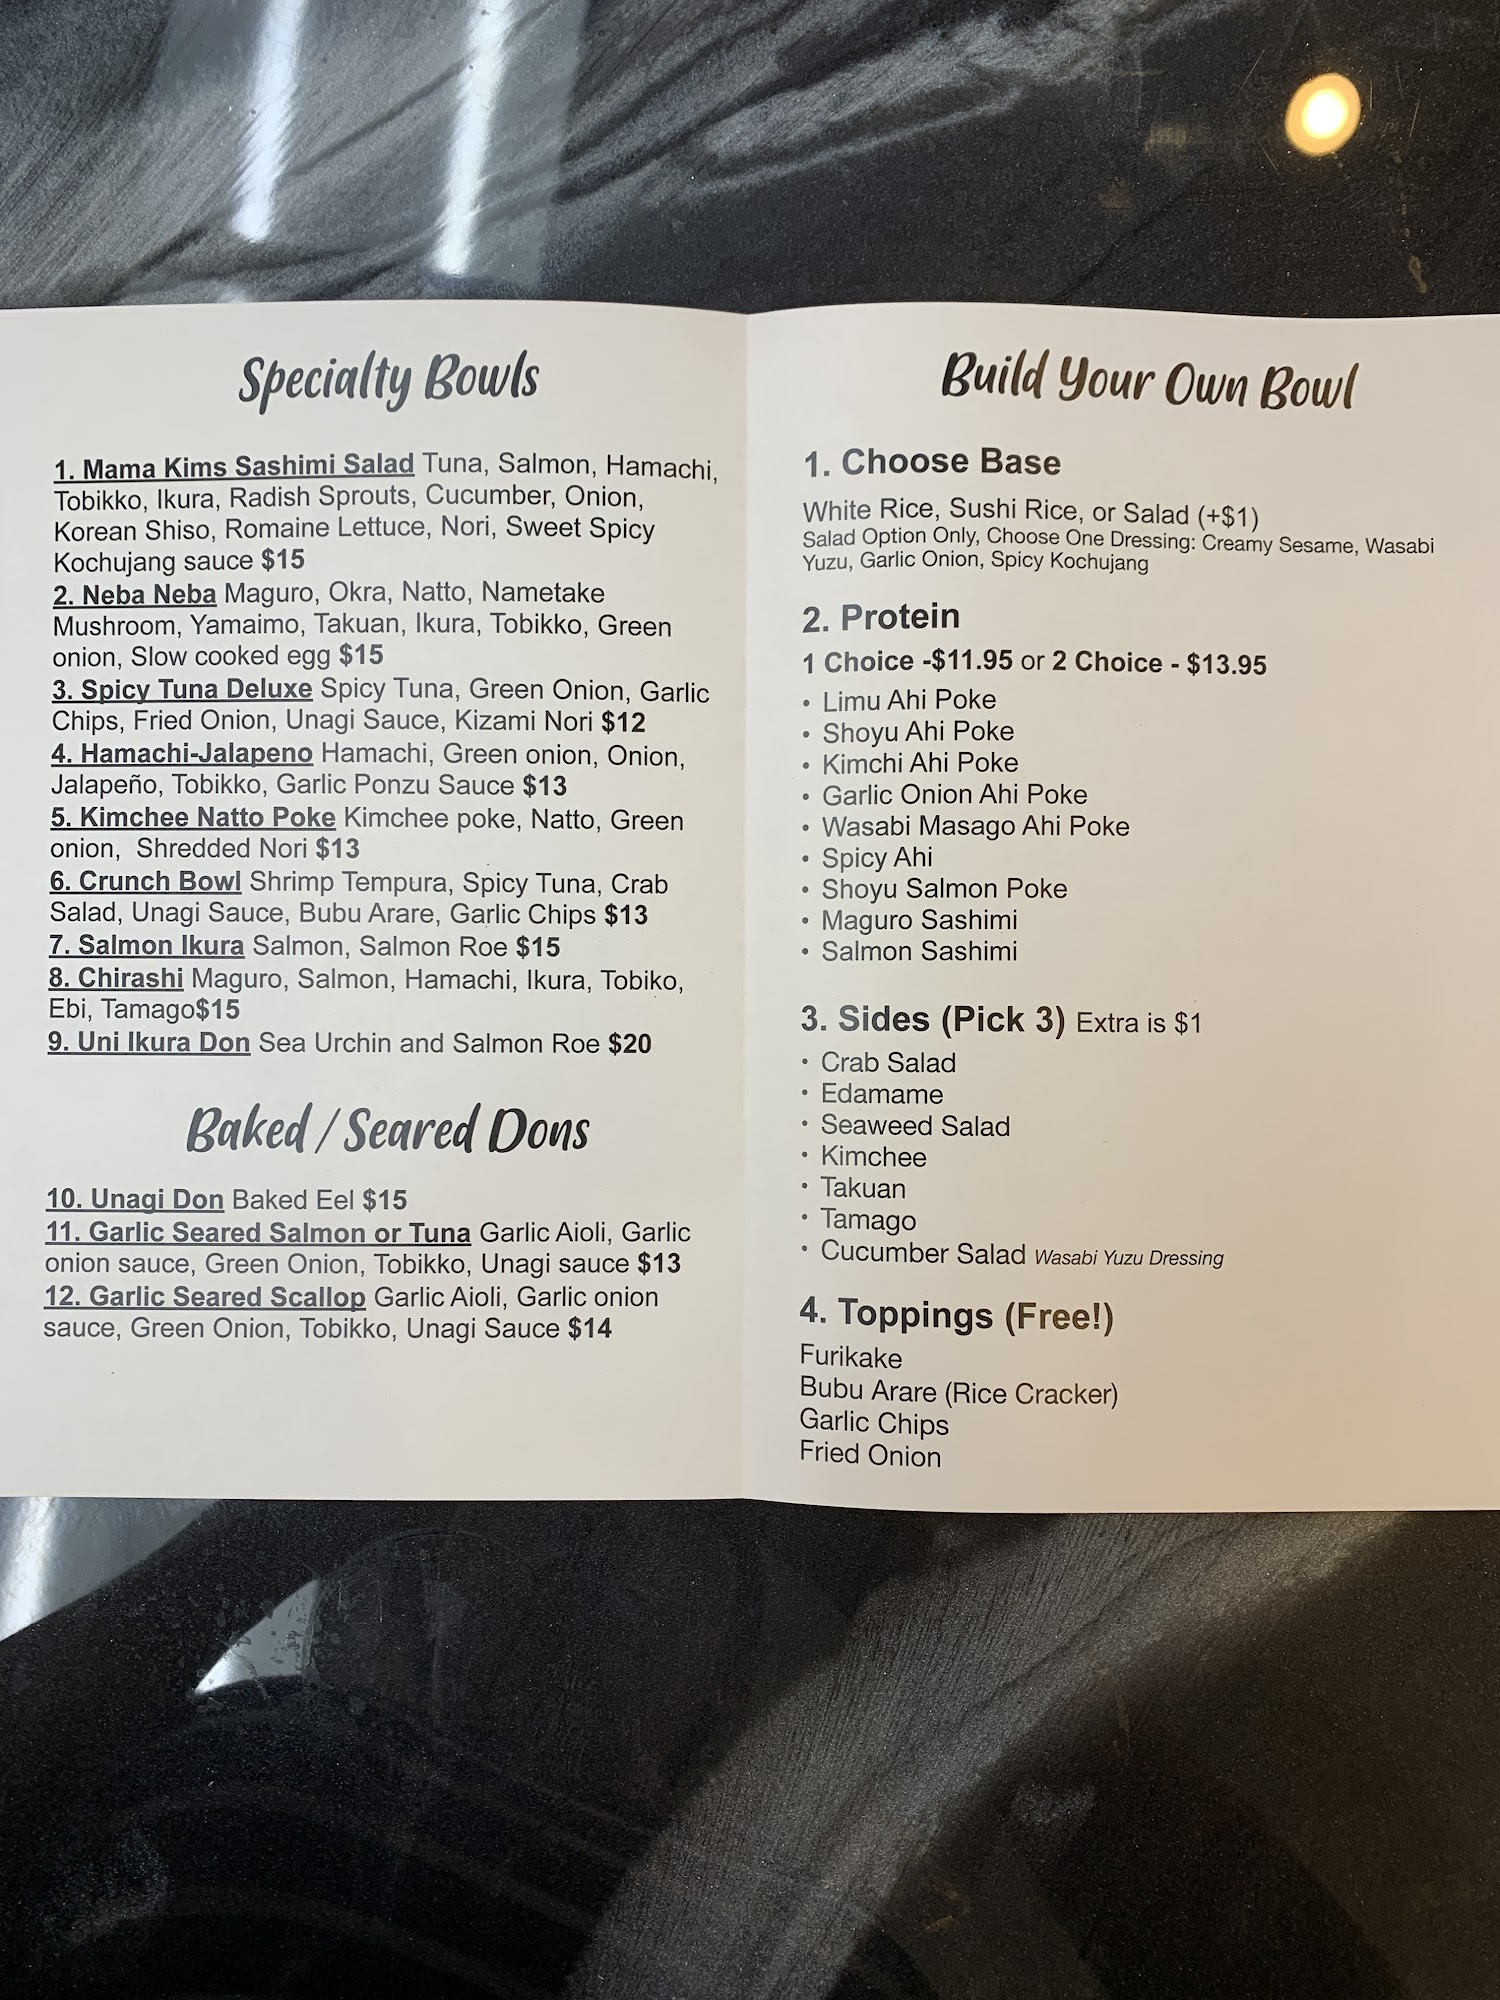 Specialty Bowls
1. Mama Kims Sashimi Salad Tuna, Salmon, Hamachi,
Tobikko, Ikura, Radish Sprouts, Cucumber, Onion,
Korean Shiso, Romaine Lettuce, Nori, Sweet Spicy
Kochujang sauce $15
2. Neba Neba Maguro, Okra, Natto, Nametake
Mushroom, Yamaimo, Takuan, Ikura, Tobikko, Green
onion, Slow cooked egg $15
3. Spicy Tuna Deluxe Spicy Tuna, Green Onion, Garlic
Chips, Fried Onion, Unagi Sauce, Kizami Nori $12
4. Hamachi-Jalapeno Hamachi, Green onion, Onion,
Jalapeño, Tobikko, Garlic Ponzu Sauce $13
5. Kimchee Natto Poke Kimchee poke, Natto, Green
onion, Shredded Nori $13
6. Crunch Bowl Shrimp Tempura, Spicy Tuna, Crab
Salad, Unagi Sauce, Bubu Arare, Garlic Chips $13
7. Salmon Ikura Salmon, Salmon Roe $15
8. Chirashi Maguro, Salmon, Hamachi, Ikura, Tobiko,
Ebi, Tamago$15
9. Uni Ikura Don Sea Urchin and Salmon Roe $20
Baked / Seared Dons
10. Unagi Don Baked Eel $15
11. Garlic Seared Salmon or Tuna Garlic Aioli, Garlic
onion sauce, Green Onion, Tobikko, Unagi sauce $13
12. Garlic Seared Scallop Garlic Aioli, Garlic onion
sauce, Green Onion, Tobikko, Unagi Sauce $14
Build Your Own Bowl
1. Choose Base
White Rice, Sushi Rice, or Salad (+$1)
Salad Option Only, Choose One Dressing: Creamy Sesame, Wasabi
Yuzu, Garlic Onion, Spicy Kochujang
2. Protein
1 Choice -$11.95 or 2 Choice - $13.95
• Limu Ahi Poke
• Shoyu Ahi Poke
• Kimchi Ahi Poke
• Garlic Onion Ahi Poke
• Wasabi Masago Ahi Poke
• Spicy Ahi
• Shoyu Salmon Poke
• Maguro Sashimi
• Salmon Sashimi
3. Sides (Pick 3) Extra is $1
• Crab Salad
• Edamame
• Seaweed Salad
• Kimchee
• Takuan
• Tamago
• Cucumber Salad Wasabi Yuzu Dressing
4. Toppings (Free!)
Furikake
Bubu Arare (Rice Cracker)
Garlic Chips
Fried Onion